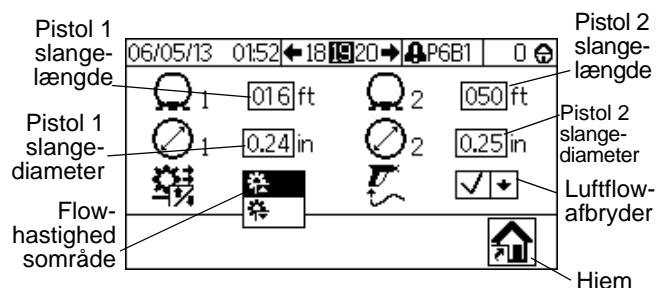 Pistol 1
slange-
længde
Pistol 2
slange-
længde
06/05/13 01:52 18 19 20 P6B1 0
1 016 ft 2 050 ft
Pistol 1
slange-
diameter
Pistol 2
slange-
diameter
1 0.24 in 2 0.25 in
Flow-
hastighed
sområde
Luftflow-
afbryder
Hjem